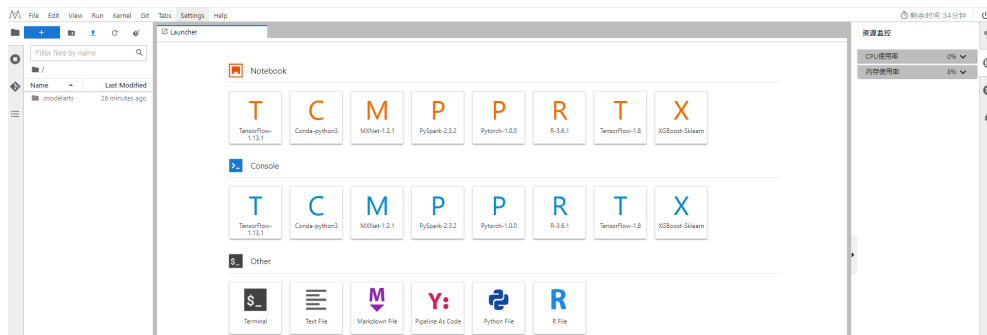 File Edit View Run Kernel Git Tabs Settings Help
剩余时间 34分钟
Launcher
资源监控
Filter files by name
/
Name Last Modified
.modelarts 26 minutes ago
CPU使用率 0%
内存使用率 8%
Notebook
T C M P P R T X
TensorFlow-1.13.1 Conda-python3 MXNet-1.2.1 PySpark-2.3.2 Pytorch-1.0.0 R-3.6.1 TensorFlow-1.8 XGBoost-Sklearn
Console
T C M P P R T X
TensorFlow-1.13.1 Conda-python3 MXNet-1.2.1 PySpark-2.3.2 Pytorch-1.0.0 R-3.6.1 TensorFlow-1.8 XGBoost-Sklearn
$_ Other
$_ M Y: R
Terminal Text File Markdown File Pipeline As Code Python File R File